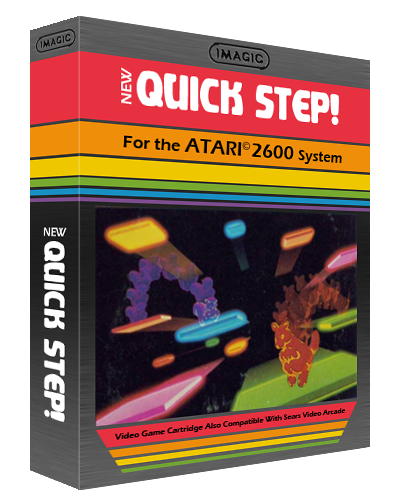 IMAGIC
NEW QUICK STEP!
For the ATARI© 2600 System
Video Game Cartridge Also Compatible With Sears Video Arcade
IMAGIC
NEW QUICK STEP!